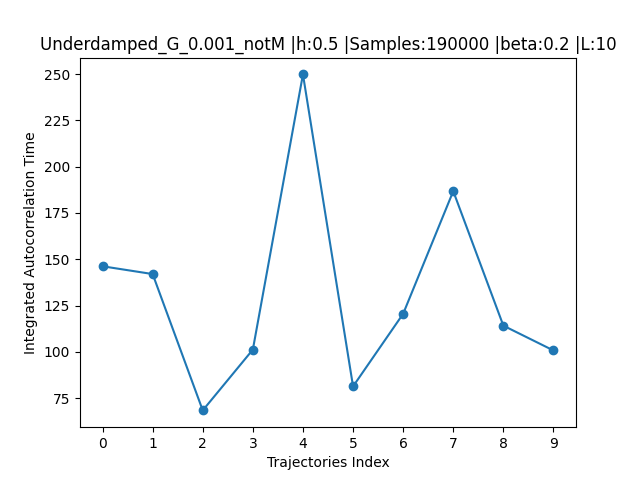 Underdamped_G_0.001_notM |h:0.5 |Samples:190000 |beta:0.2 |L:10
Integrated Autocorrelation Time
250
225
200
175
150
125
100
75
0 1 2 3 4 5 6 7 8 9
Trajectories Index